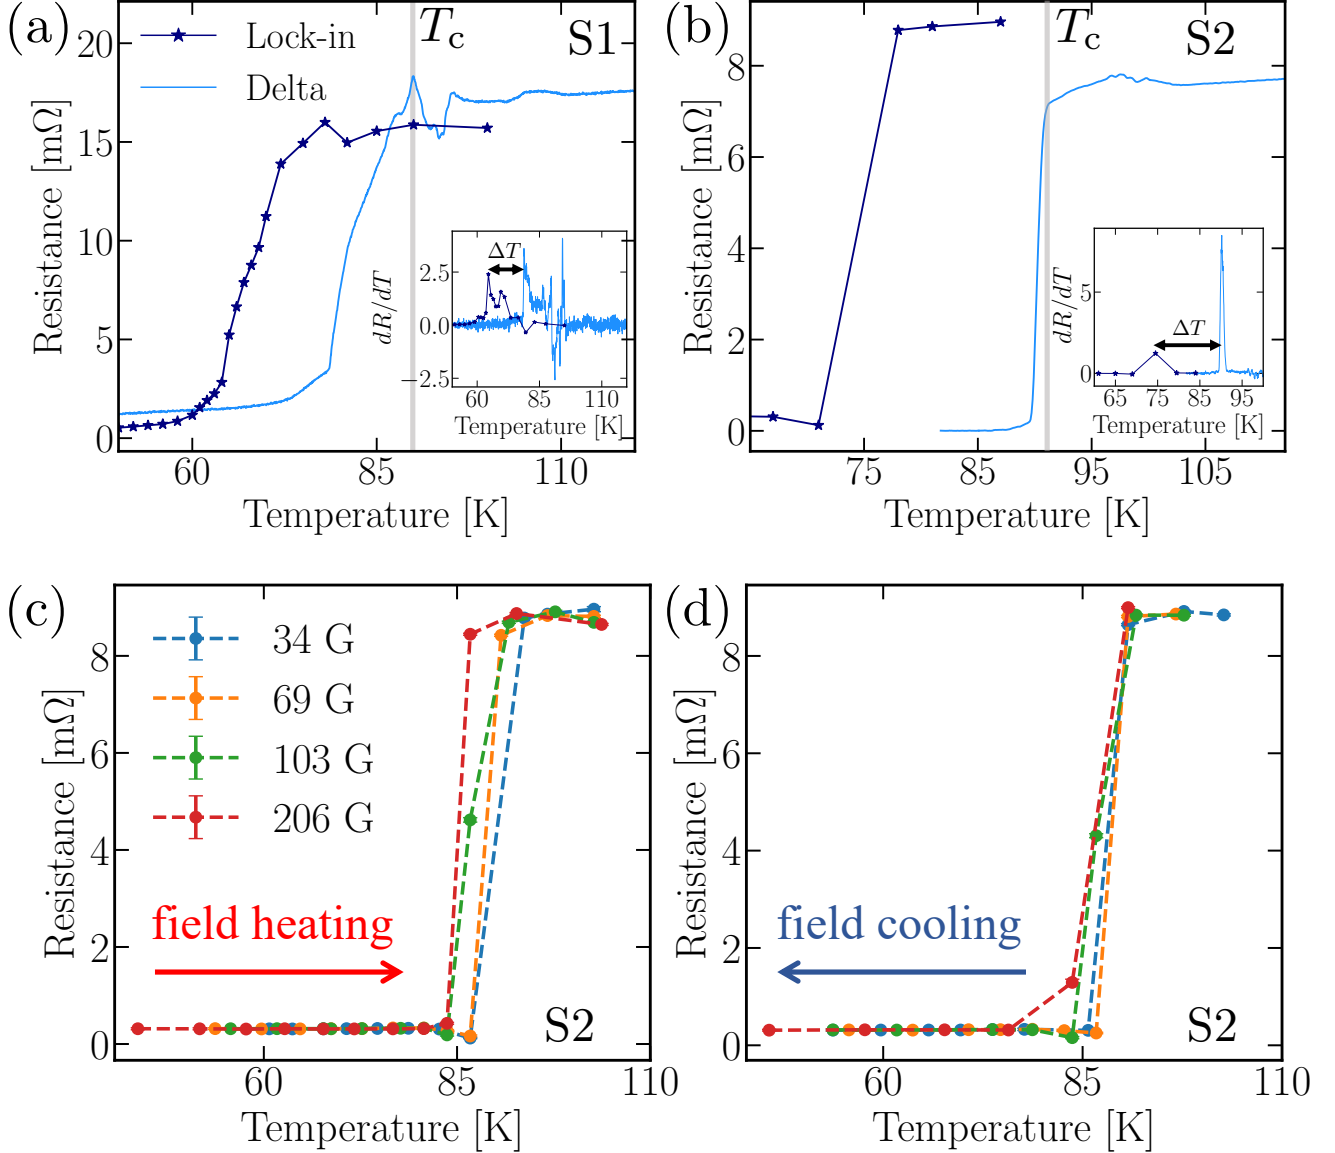 (a)
Lock-in
Delta
T_c
S1
20
15
10
5
0
Resistance [mΩ]
60
85
110
Temperature [K]
dR/dT
ΔT
2.5
0.0
−2.5
60
85
110
Temperature [K]
(b)
T_c
S2
8
6
4
2
0
Resistance [mΩ]
75
85
95
105
Temperature [K]
dR/dT
ΔT
5
0
65
75
85
95
Temperature [K]
(c)
34 G
69 G
103 G
206 G
field heating
S2
8
6
4
2
0
Resistance [mΩ]
60
85
110
Temperature [K]
(d)
field cooling
S2
8
6
4
2
0
Resistance [mΩ]
60
85
110
Temperature [K]